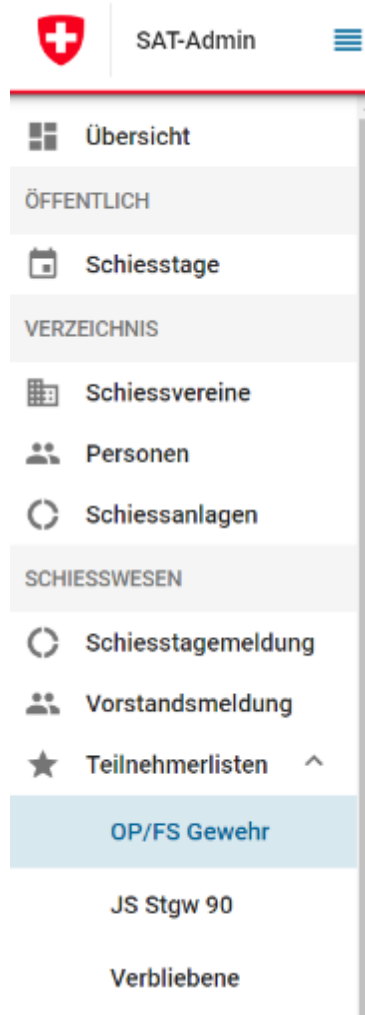 SAT-Admin
Übersicht
ÖFFENTLICH
Schiesstage
VERZEICHNIS
Schiessvereine
Personen
Schiessanlagen
SCHIESSWESEN
Schiesstagemeldung
Vorstandsmeldung
Teilnehmerlisten
OP/FS Gewehr
JS Stgw 90
Verbliebene